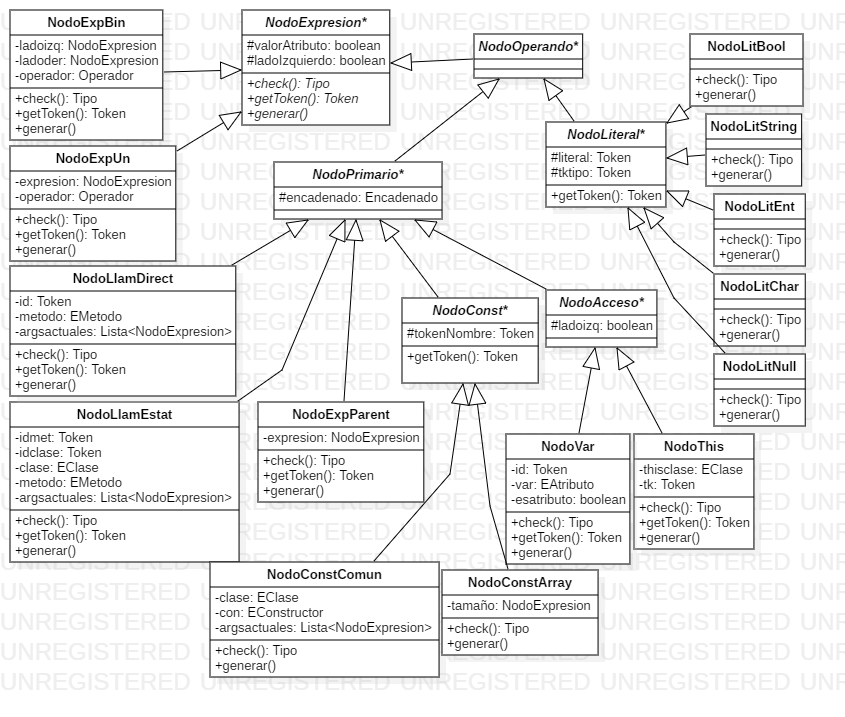 NodoExpBin
-ladoizq: NodoExpresion
-ladoder: NodoExpresion
-operador: Operador
+check(): Tipo
+getToken(): Token
+generar()
NodoExpresion*
#valorAtributo: boolean
#ladoIzquierdo: boolean
+check(): Tipo
+getToken(): Token
+generar()
NodoOperando*
NodoLitBool
+check(): Tipo
+generar()
NodoLitString
+check(): Tipo
+generar()
NodoLiteral*
#literal: Token
#tktipo: Token
+getToken(): Token
NodoExpUn
-expresion: NodoExpresion
-operador: Operador
+check(): Tipo
+getToken(): Token
+generar()
NodoPrimario*
#encadenado: Encadenado
NodoLitEnt
+check(): Tipo
+generar()
NodoLlamDirect
-id: Token
-metodo: EMetodo
-argsactuales: Lista<NodoExpresion>
+check(): Tipo
+getToken(): Token
+generar()
NodoConst*
#tokenNombre: Token
+getToken(): Token
NodoAcceso*
#ladoizq: boolean
NodoLitChar
+check(): Tipo
+generar()
NodoLitNull
+check(): Tipo
+generar()
NodoLlamEstat
-idmet: Token
-idclase: Token
-clase: EClase
-metodo: EMetodo
-argsactuales: Lista<NodoExpresion>
+check(): Tipo
+getToken(): Token
+generar()
NodoExpParent
-expresion: NodoExpresion
+check(): Tipo
+getToken(): Token
+generar()
NodoVar
-id: Token
-var: EAtributo
-esatributo: boolean
+check(): Tipo
+getToken(): Token
+generar()
NodoThis
-thisclase: EClase
-tk: Token
+check(): Tipo
+getToken(): Token
+generar()
NodoConstComun
-clase: EClase
-con: EConstructor
-argsactuales: Lista<NodoExpresion>
+check(): Tipo
+generar()
NodoConstArray
-tamaño: NodoExpresion
+check(): Tipo
+generar()
UNREGISTERED UNREGISTERED UNREGISTERED UNREGISTERED